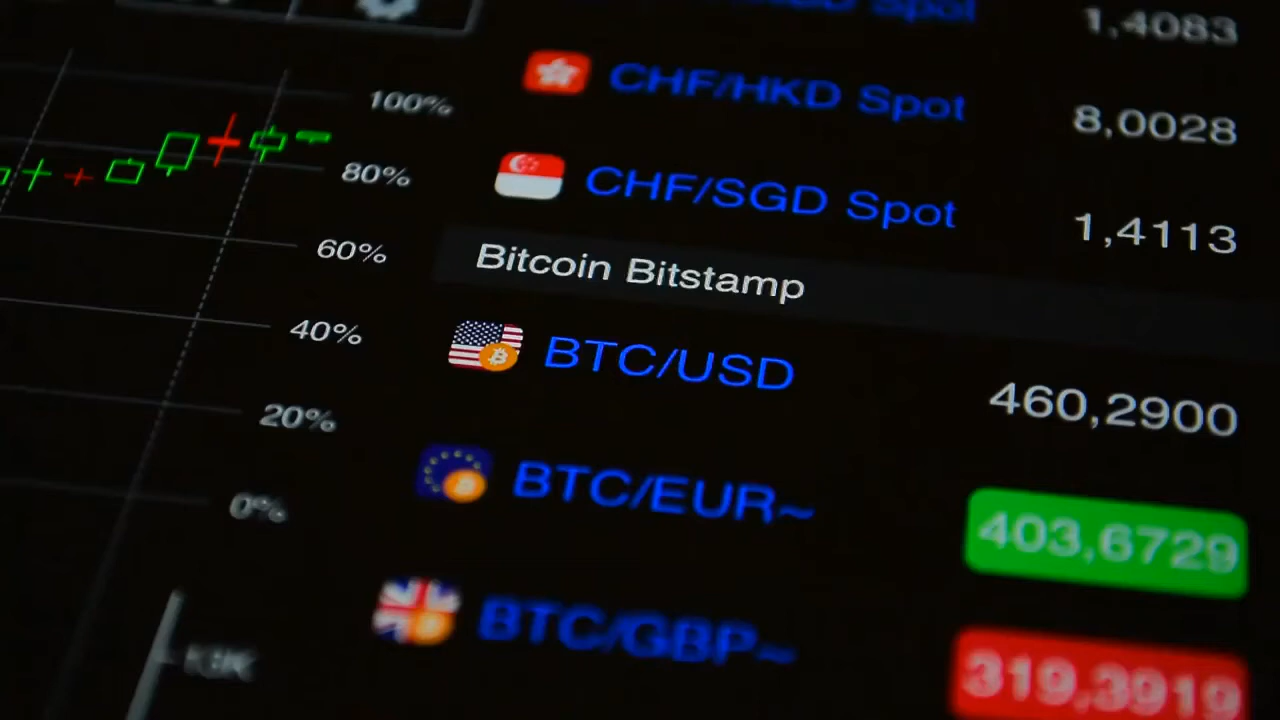 Spot
1,4083
100%
CHF/HKD Spot
8,0028
80%
CHF/SGD Spot
1,4113
60%
Bitcoin Bitstamp
40%
BTC/USD
460,2900
20%
BTC/EUR~
403,6729
0%
BTC/GBP~
319,3919